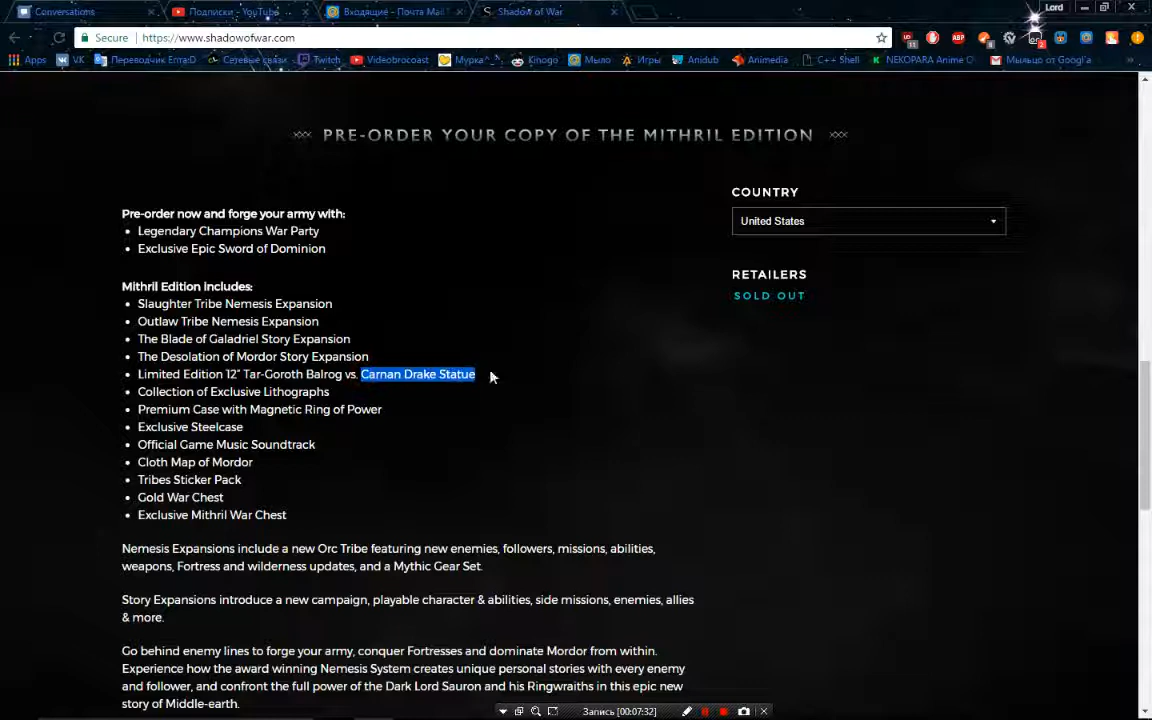 Conversations
Подписки - YouTube
Входящие - Почта Mail
Shadow of War
Lord
Secure
https://www.shadowofwar.com
Apps
VK
Переводчик Erra:D
Сетевые связи
Twitch
Videobrocast
Мурка^_^
Kinogo
Мыло
Игры
Anidub
Animedia
C++ Shell
NEKOPARA Anime
Мыльцо от Googl'a
PRE-ORDER YOUR COPY OF THE MITHRIL EDITION
Pre-order now and forge your army with:
• Legendary Champions War Party
• Exclusive Epic Sword of Dominion
Mithril Edition includes:
• Slaughter Tribe Nemesis Expansion
• Outlaw Tribe Nemesis Expansion
• The Blade of Galadriel Story Expansion
• The Desolation of Mordor Story Expansion
• Limited Edition 12" Tar-Goroth Balrog vs. Carnan Drake Statue
• Collection of Exclusive Lithographs
• Premium Case with Magnetic Ring of Power
• Exclusive Steelcase
• Official Game Music Soundtrack
• Cloth Map of Mordor
• Tribes Sticker Pack
• Gold War Chest
• Exclusive Mithril War Chest
Nemesis Expansions include a new Orc Tribe featuring new enemies, followers, missions, abilities,
weapons, Fortress and wilderness updates, and a Mythic Gear Set.
Story Expansions introduce a new campaign, playable character & abilities, side missions, enemies, allies
& more.
Go behind enemy lines to forge your army, conquer Fortresses and dominate Mordor from within.
Experience how the award winning Nemesis System creates unique personal stories with every enemy
and follower, and confront the full power of the Dark Lord Sauron and his Ringwraiths in this epic new
story of Middle-earth.
COUNTRY
United States
RETAILERS
SOLD OUT
Запись [00:07:32]